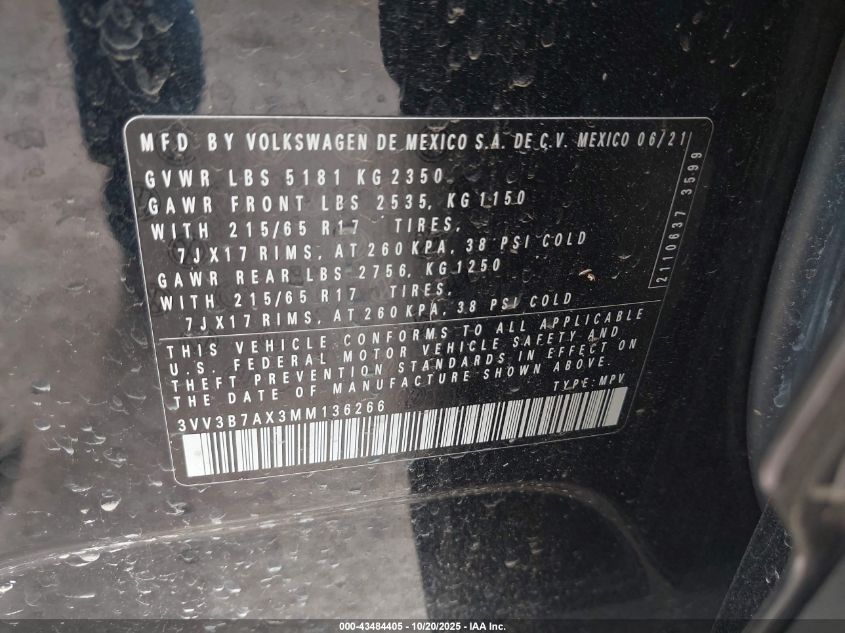 MFD BY VOLKSWAGEN DE MEXICO S.A. DE C.V. MEXICO 06/21
GVWR LBS 5181 KG 2350
GAWR FRONT LBS 2535, KG 1150
WITH 215/65 R17 TIRES,
7JX17 RIMS, AT 260 KPA, 38 PSI COLD
GAWR REAR LBS 2756, KG 1250
WITH 215/65 R17 TIRES,
7JX17 RIMS, AT 260 KPA, 38 PSI COLD
2110637 3599
THIS VEHICLE CONFORMS TO ALL APPLICABLE
U.S. FEDERAL MOTOR VEHICLE SAFETY AND
THEFT PREVENTION STANDARDS IN EFFECT ON
THE DATE OF MANUFACTURE SHOWN ABOVE.
TYPE: MPV
3VV3B7AX3MM136266
000-43484405 - 10/20/2025 - IAA Inc.